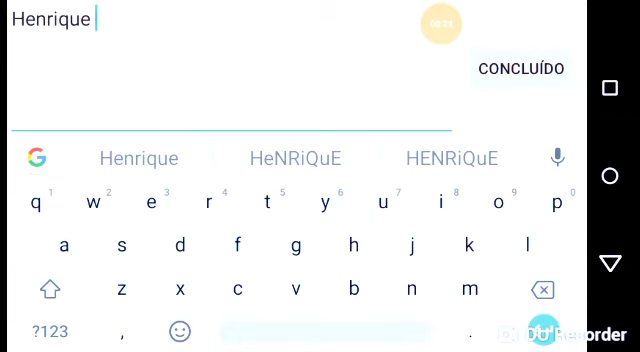 Henrique
00:24
CONCLUÍDO
Henrique HeNRiQuE HENRiQuE
q 1 w 2 e 3 r 4 t 5 y 6 u 7 i 8 o 9 p 0
a s d f g h j k l
z x c v b n m
?123 , .
DU Recorder